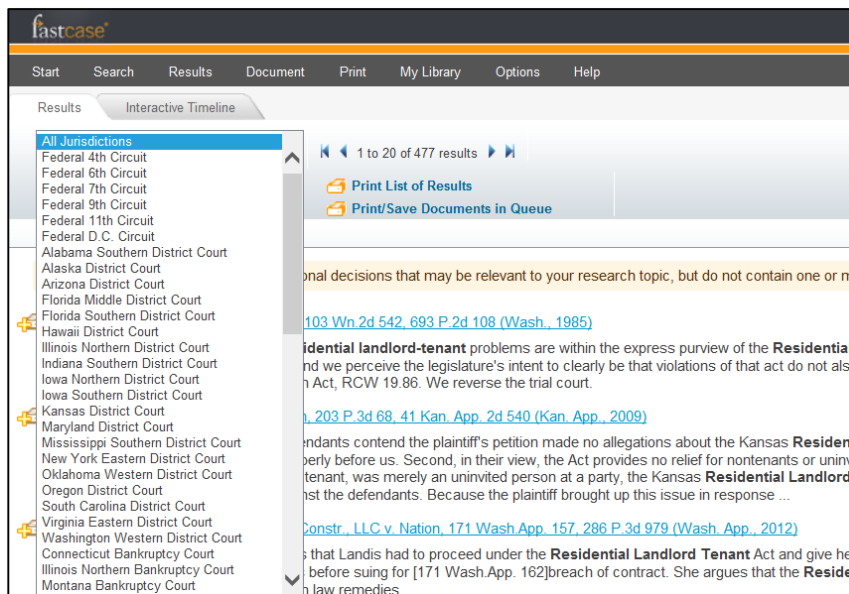 fastcase
Start Search Results Document Print My Library Options Help
Results Interactive Timeline
All Jurisdictions
Federal 4th Circuit
Federal 6th Circuit
Federal 7th Circuit
Federal 9th Circuit
Federal 11th Circuit
Federal D.C. Circuit
Alabama Southern District Court
Alaska District Court
Arizona District Court
Florida Middle District Court
Florida Southern District Court
Hawaii District Court
Illinois Northern District Court
Indiana Southern District Court
Iowa Northern District Court
Iowa Southern District Court
Kansas District Court
Maryland District Court
Mississippi Southern District Court
New York Eastern District Court
Oklahoma Western District Court
Oregon District Court
South Carolina District Court
Virginia Eastern District Court
Washington Western District Court
Connecticut Bankruptcy Court
Illinois Northern Bankruptcy Court
Montana Bankruptcy Court
1 to 20 of 477 results
Print List of Results
Print/Save Documents in Queue
onal decisions that may be relevant to your research topic, but do not contain one or m
103 Wn.2d 542, 693 P.2d 108 (Wash., 1985)
idential landlord-tenant problems are within the express purview of the Residentia
nd we perceive the legislature's intent to clearly be that violations of that act do not als
n Act, RCW 19.86. We reverse the trial court.
n, 203 P.3d 68, 41 Kan. App. 2d 540 (Kan. App., 2009)
endants contend the plaintiff's petition made no allegations about the Kansas Residen
perly before us. Second, in their view, the Act provides no relief for nontenants or uninv
tenant, was merely an uninvited person at a party, the Kansas Residential Landlord
nst the defendants. Because the plaintiff brought up this issue in response ...
Constr., LLC v. Nation, 171 Wash.App. 157, 286 P.3d 979 (Wash. App., 2012)
s that Landis had to proceed under the Residential Landlord Tenant Act and give he
before suing for [171 Wash.App. 162]breach of contract. She argues that the Reside
n law remedies